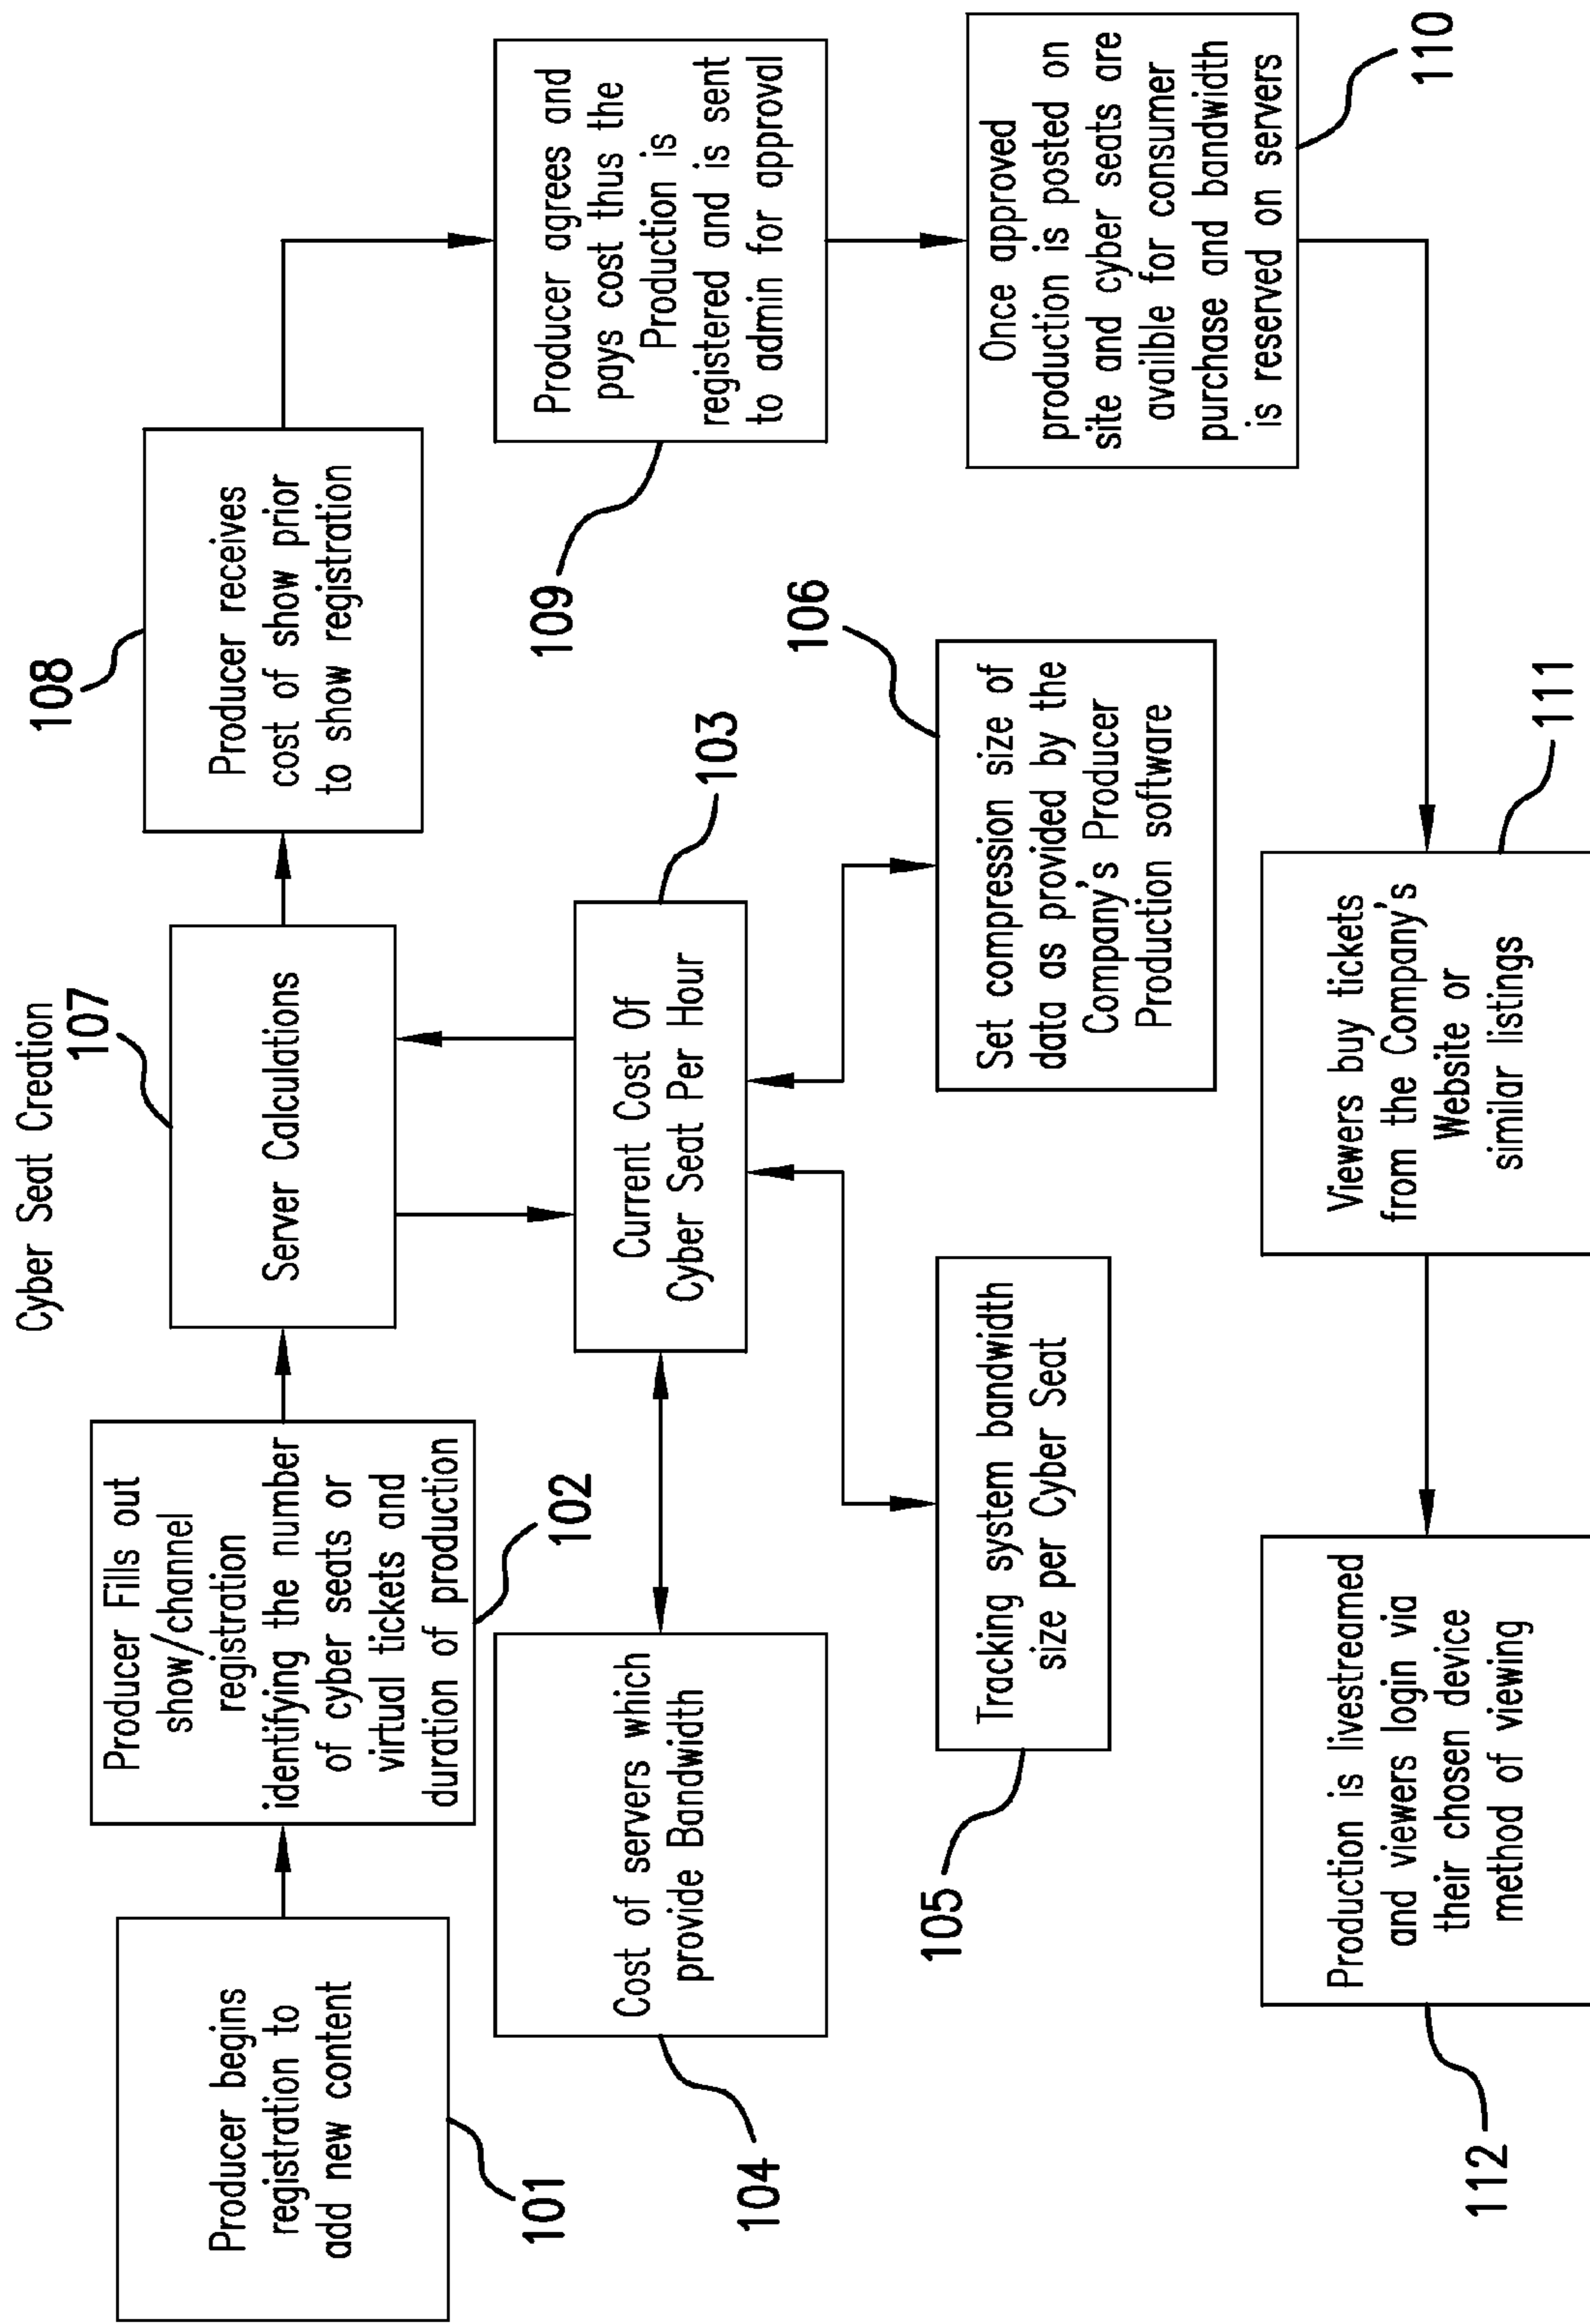 Cyber Seat Creation
Producer begins
registration to
add new content
101
Producer Fills out
show/channel
registration
identifying the number
of cyber seats or
virtual tickets and
duration of production
102
107
Server Calculations
108
Producer receives
cost of show prior
to show registration
Cost of servers which
provide Bandwidth
104
Current Cost Of
Cyber Seat Per Hour
103
Producer agrees and
pays cost thus the
Production is
registered and is sent
to admin for approval
109
Tracking system bandwidth
size per Cyber Seat
105
106
Set compression size of
data as provided by the
Company's Producer
Production software
Once approved
production is posted on
site and cyber seats are
availble for consumer
purchase and bandwidth
is reserved on servers
110
Production is livestreamed
and viewers login via
their chosen device
method of viewing
112
Viewers buy tickets
from the Company's
Website or
similar listings
111